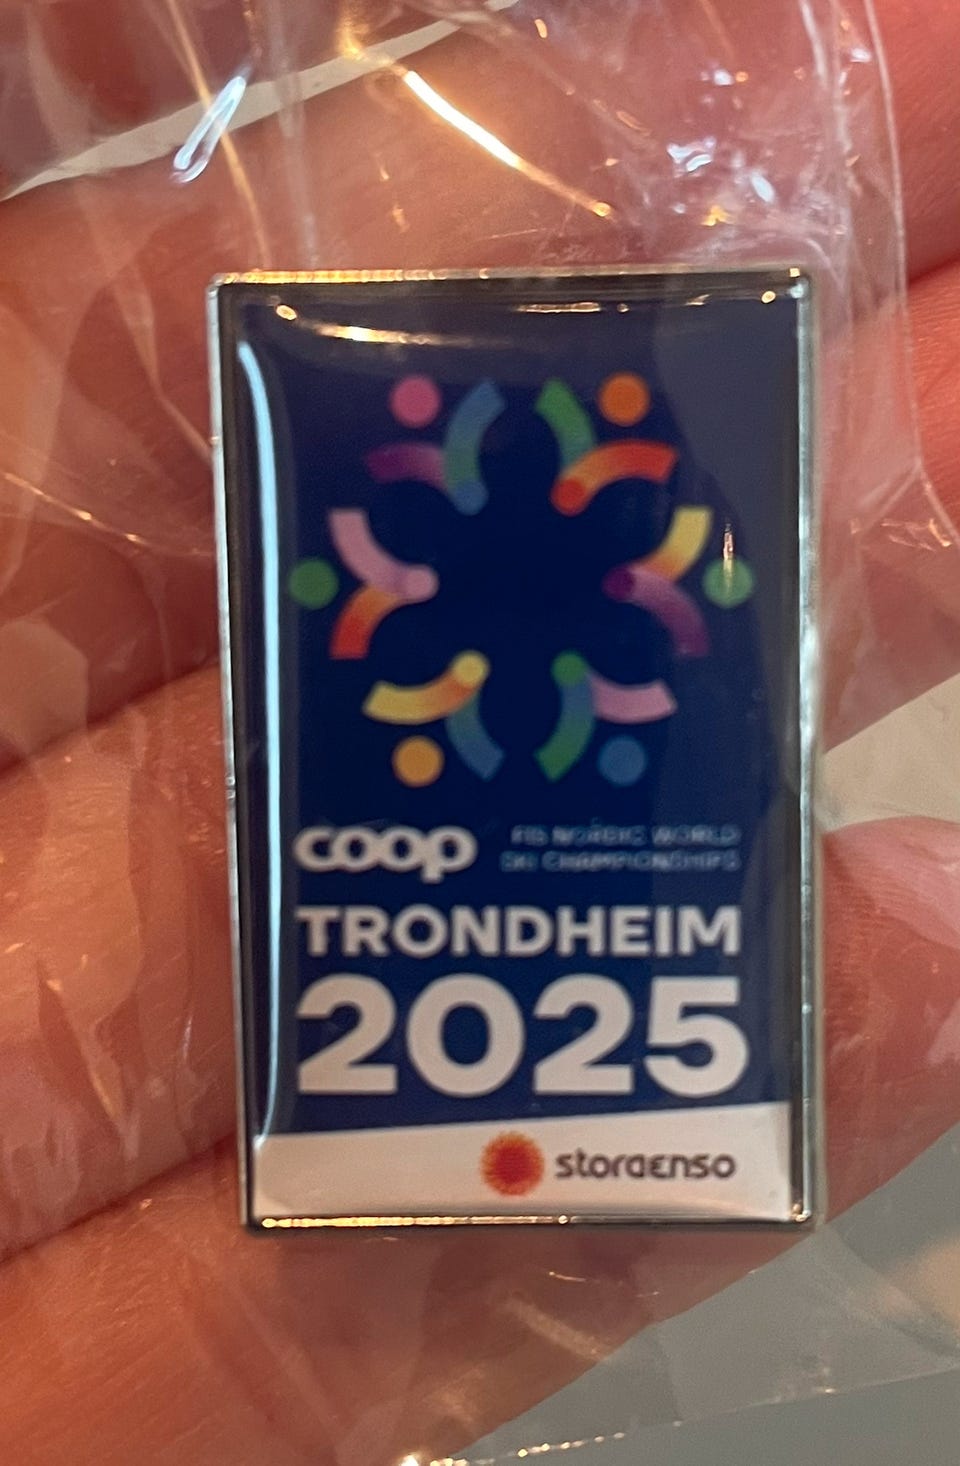 coop
FIS NORDIC WORLD
SKI CHAMPIONSHIPS
TRONDHEIM
2025
storaenso